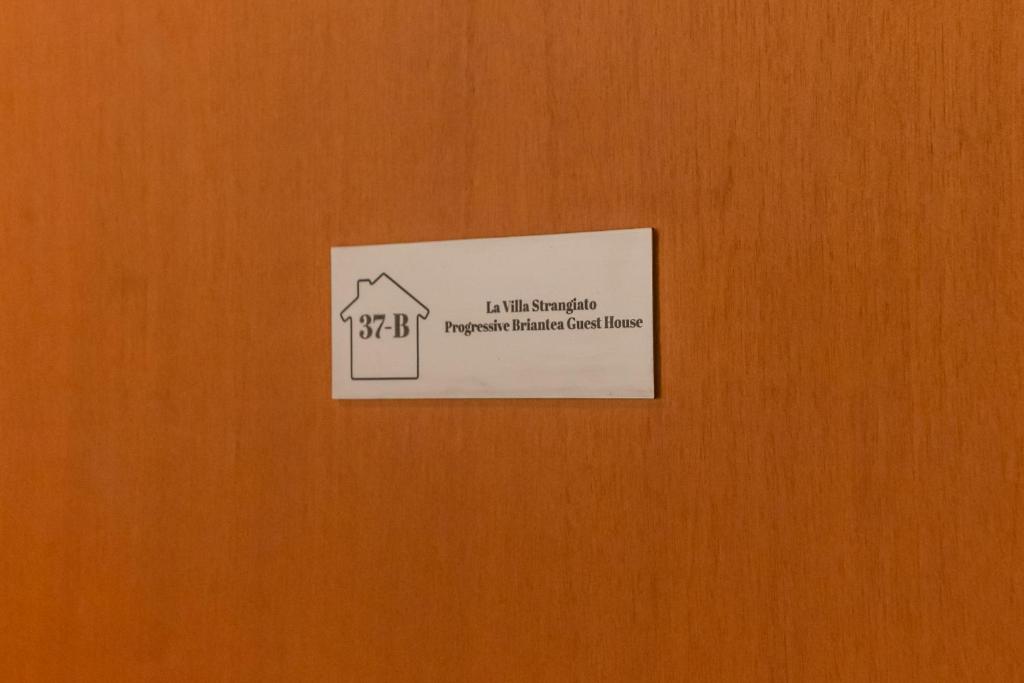 37-B
La Villa Strangiato
Progressive Briantea Guest House